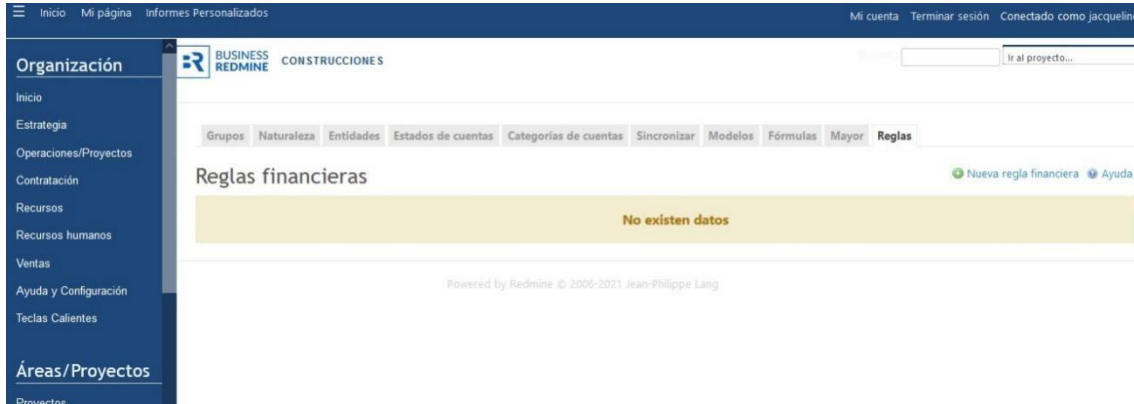 Inicio Mi página Informes Personalizados
Mi cuenta Terminar sesión Conectado como jacqueline
Organización
Inicio
Estrategia
Operaciones/Proyectos
Contratación
Recursos
Recursos humanos
Ventas
Ayuda y Configuración
Teclas Calientes
Áreas/Proyectos
Proyectos
BUSINESS
REDMINE
CONSTRUCCIONES
Ir al proyecto...
Grupos Naturaleza Entidades Estados de cuentas Categorías de cuentas Sincronizar Modelos Fórmulas Mayor Reglas
Reglas financieras
Nueva regla financiera Ayuda
No existen datos
Powered by Redmine © 2006-2021 Jean-Philippe Lang